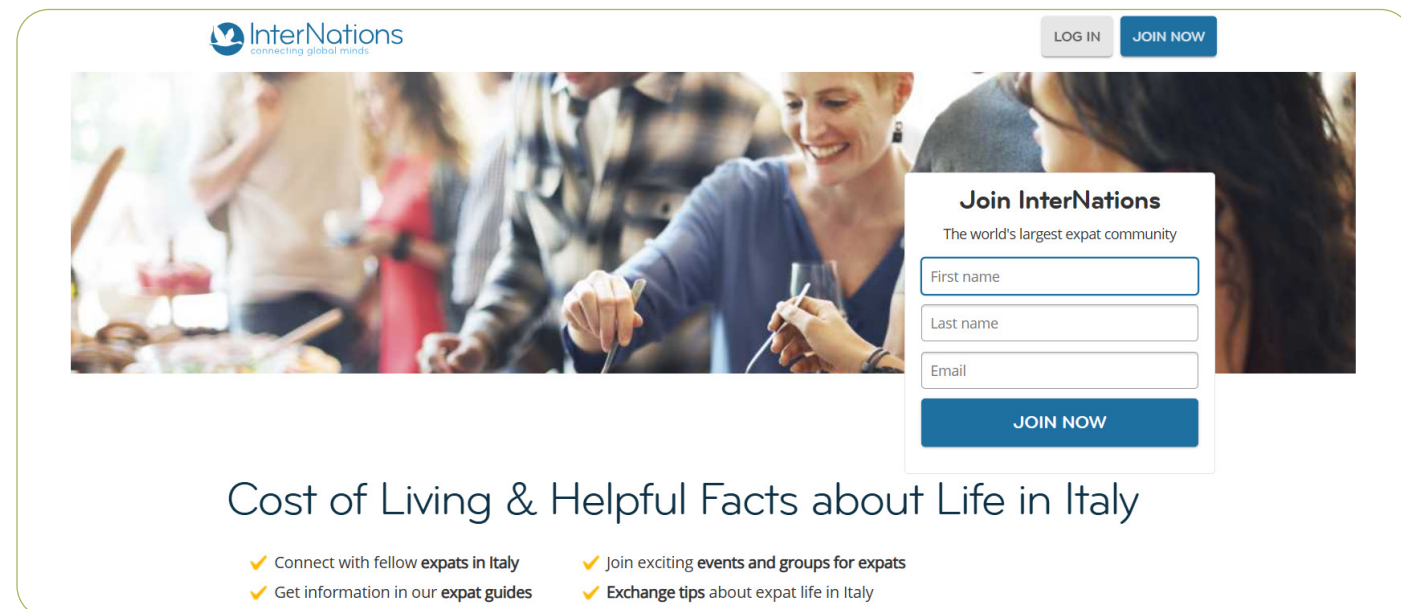 InterNations
connecting global minds
LOG IN
JOIN NOW
Join InterNations
The world's largest expat community
First name
Last name
Email
JOIN NOW
Cost of Living & Helpful Facts about Life in Italy
Connect with fellow expats in Italy
Join exciting events and groups for expats
Get information in our expat guides
Exchange tips about expat life in Italy